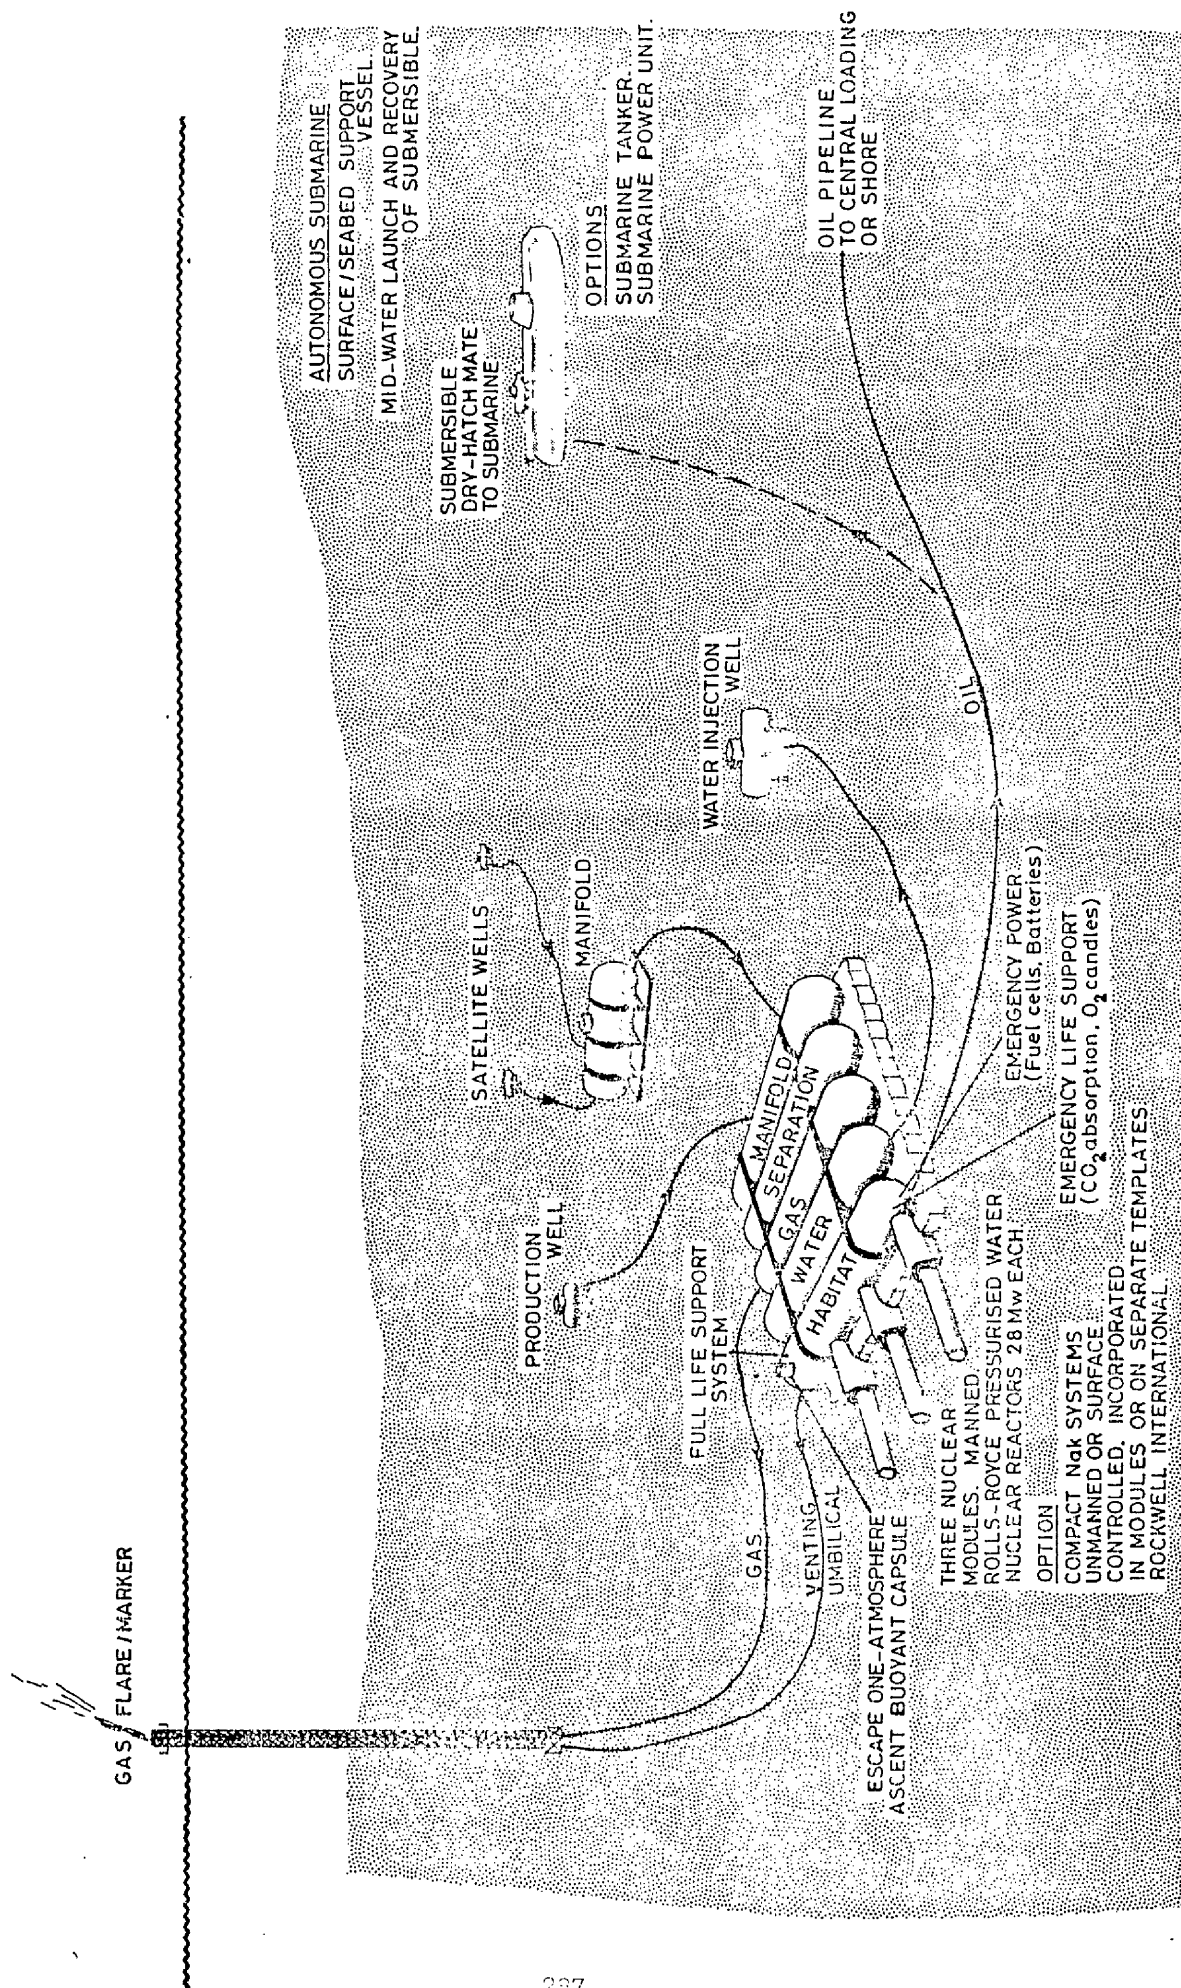 GAS FLARE/MARKER
AUTONOMOUS SUBMARINE
SURFACE/SEABED SUPPORT
VESSEL.
MID-WATER LAUNCH AND RECOVERY
OF SUBMERSIBLE.
SUBMERSIBLE
DRY-HATCH MATE
TO SUBMARINE
OPTIONS
SUBMARINE TANKER.
SUBMARINE POWER UNIT.
SATELLITE WELLS
MANIFOLD
PRODUCTION
WELL
WATER INJECTION
WELL
OIL PIPELINE
TO CENTRAL LOADING
OR SHORE
OIL
FULL LIFE SUPPORT
SYSTEM
MANIFOLD
SEPARATION
GAS
WATER
HABITAT
GAS
VENTING
UMBILICAL
ESCAPE ONE-ATMOSPHERE
ASCENT BUOYANT CAPSULE
THREE NUCLEAR
MODULES. MANNED.
ROLLS-ROYCE PRESSURISED WATER
NUCLEAR REACTORS 28 Mw EACH.
OPTION
COMPACT Nak SYSTEMS
UNMANNED OR SURFACE
CONTROLLED. INCORPORATED
IN MODULES OR ON SEPARATE TEMPLATES.
ROCKWELL INTERNATIONAL.
EMERGENCY POWER.
(Fuel cells, Batteries)
EMERGENCY LIFE SUPPORT
(CO₂ absorption, O₂ candles)